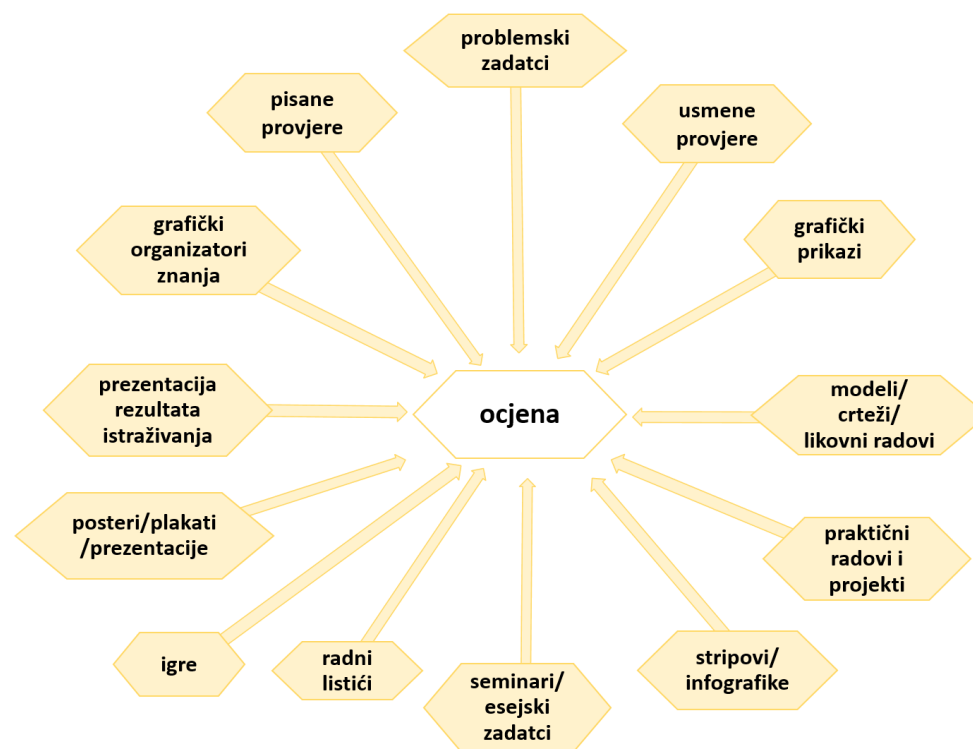 problemski
zadatci
pisane
provjere
usmene
provjere
grafički
organizatori
znanja
grafički
prikazi
prezentacija
rezultata
istraživanja
ocjena
modeli/
crteži/
likovni radovi
posteri/plakati
/prezentacije
praktični
radovi i
projekti
igre
radni
listići
seminari/
esejski
zadatci
stripovi/
infografike